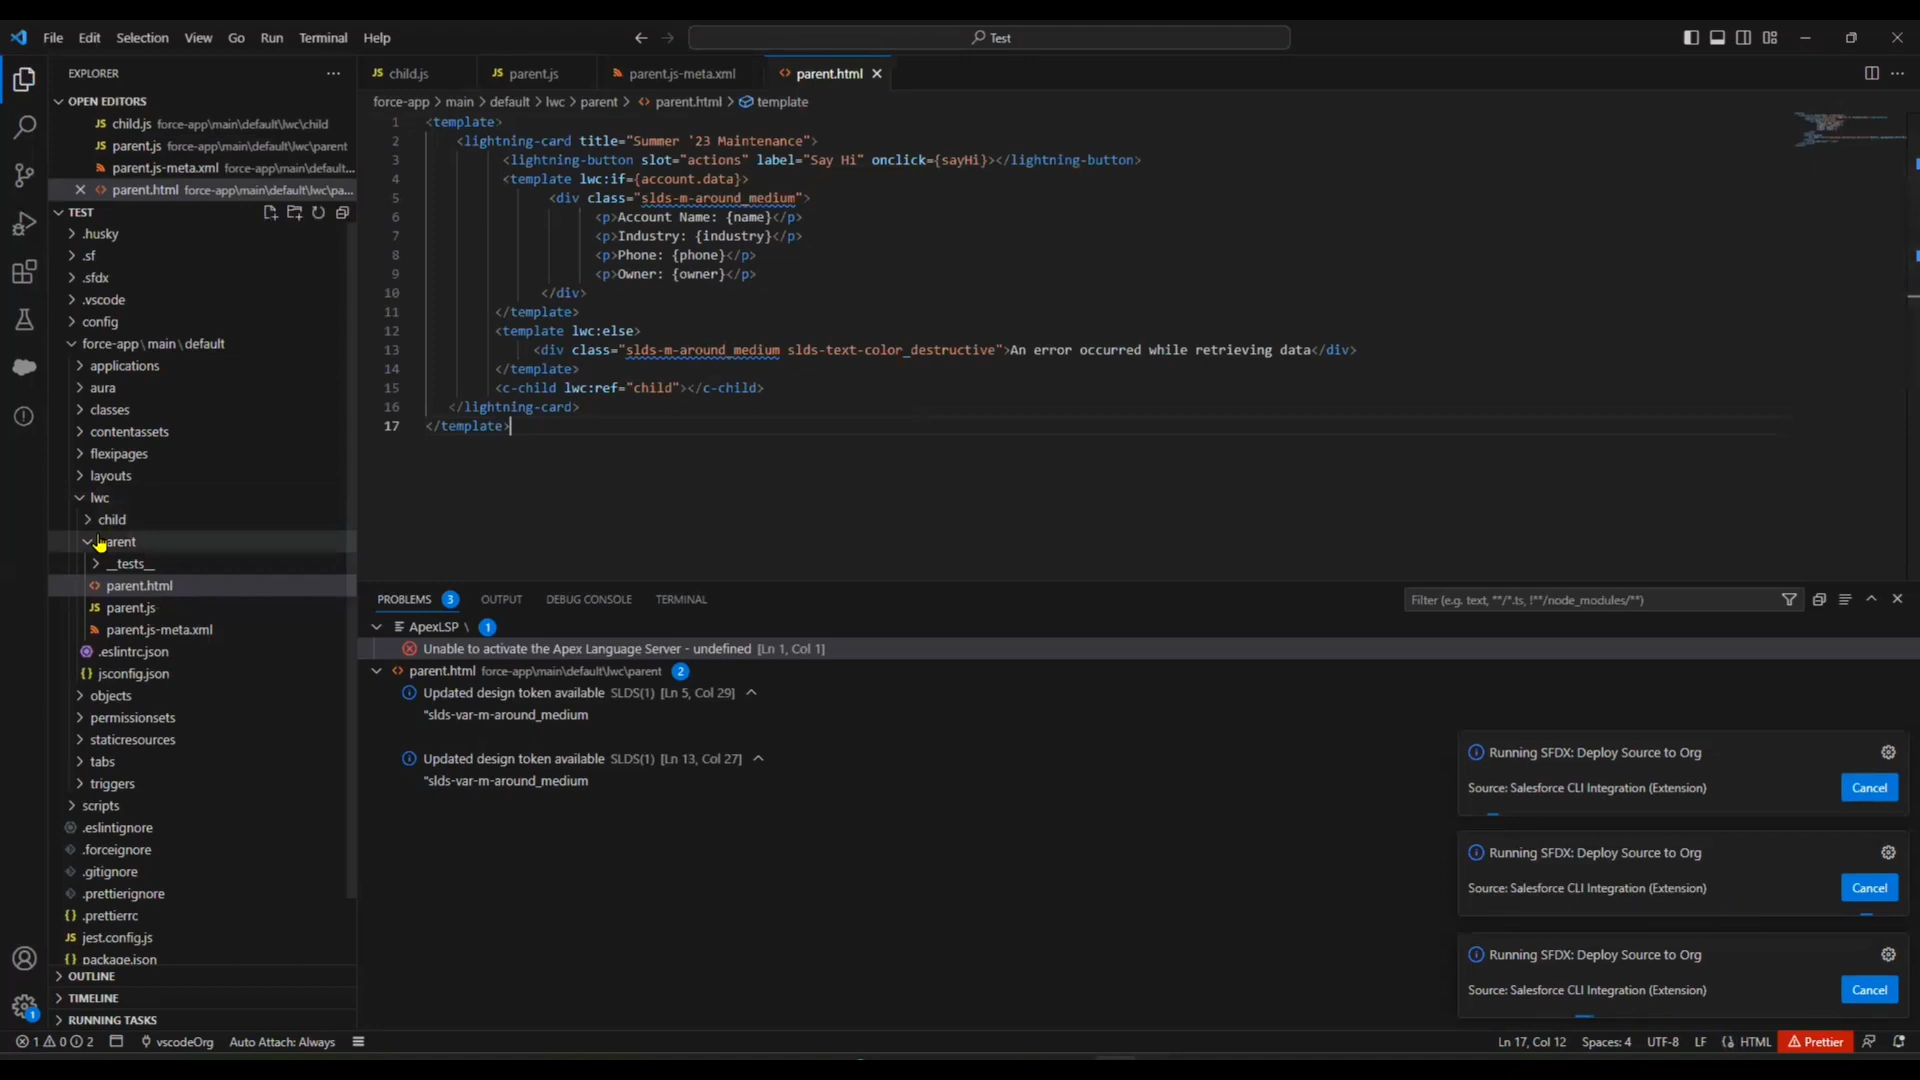 File Edit Selection View Go Run Terminal Help
Test
EXPLORER
OPEN EDITORS
JS child.js force-app\main\default\lwc\child
JS parent.js force-app\main\default\lwc\parent
parent.js-meta.xml force-app\main\default...
parent.html force-app\main\default\lwc\pa...
TEST
.husky
.sf
.sfdx
.vscode
config
force-app\main\default
applications
aura
classes
contentassets
flexipages
layouts
lwc
child
arent
__tests__
parent.html
JS parent.js
parent.js-meta.xml
.eslintrc.json
{} jsconfig.json
objects
permissionsets
staticresources
tabs
triggers
scripts
.eslintignore
.forceignore
.gitignore
.prettierignore
{} .prettierrc
JS jest.config.js
{} package.json
OUTLINE
TIMELINE
RUNNING TASKS
JS child.js
JS parent.js
parent.js-meta.xml
parent.html
force-app > main > default > lwc > parent > parent.html > template
1 <template>
2 <lightning-card title="Summer '23 Maintenance">
3 <lightning-button slot="actions" label="Say Hi" onclick={sayHi}></lightning-button>
4 <template lwc:if={account.data}>
5 <div class="slds-m-around_medium">
6 <p>Account Name: {name}</p>
7 <p>Industry: {industry}</p>
8 <p>Phone: {phone}</p>
9 <p>Owner: {owner}</p>
10 </div>
11 </template>
12 <template lwc:else>
13 <div class="slds-m-around_medium slds-text-color_destructive">An error occurred while retrieving data</div>
14 </template>
15 <c-child lwc:ref="child"></c-child>
16 </lightning-card>
17 </template>
PROBLEMS 3 OUTPUT DEBUG CONSOLE TERMINAL
Filter (e.g. text, **/*.ts, !**/node_modules/**)
ApexLSP \ 1
Unable to activate the Apex Language Server - undefined [Ln 1, Col 1]
parent.html force-app\main\default\lwc\parent 2
Updated design token available SLDS(1) [Ln 5, Col 29]
"slds-var-m-around_medium
Updated design token available SLDS(1) [Ln 13, Col 27]
"slds-var-m-around_medium
Running SFDX: Deploy Source to Org
Source: Salesforce CLI Integration (Extension)
Cancel
Running SFDX: Deploy Source to Org
Source: Salesforce CLI Integration (Extension)
Cancel
Running SFDX: Deploy Source to Org
Source: Salesforce CLI Integration (Extension)
Cancel
1
1 0 2 vscodeOrg Auto Attach: Always
Ln 17, Col 12 Spaces: 4 UTF-8 LF HTML Prettier